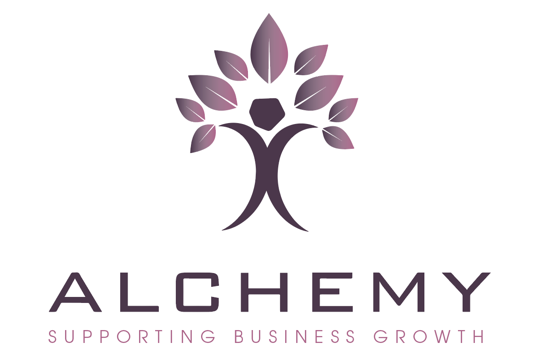 ALCHEMY
SUPPORTING BUSINESS GROWTH